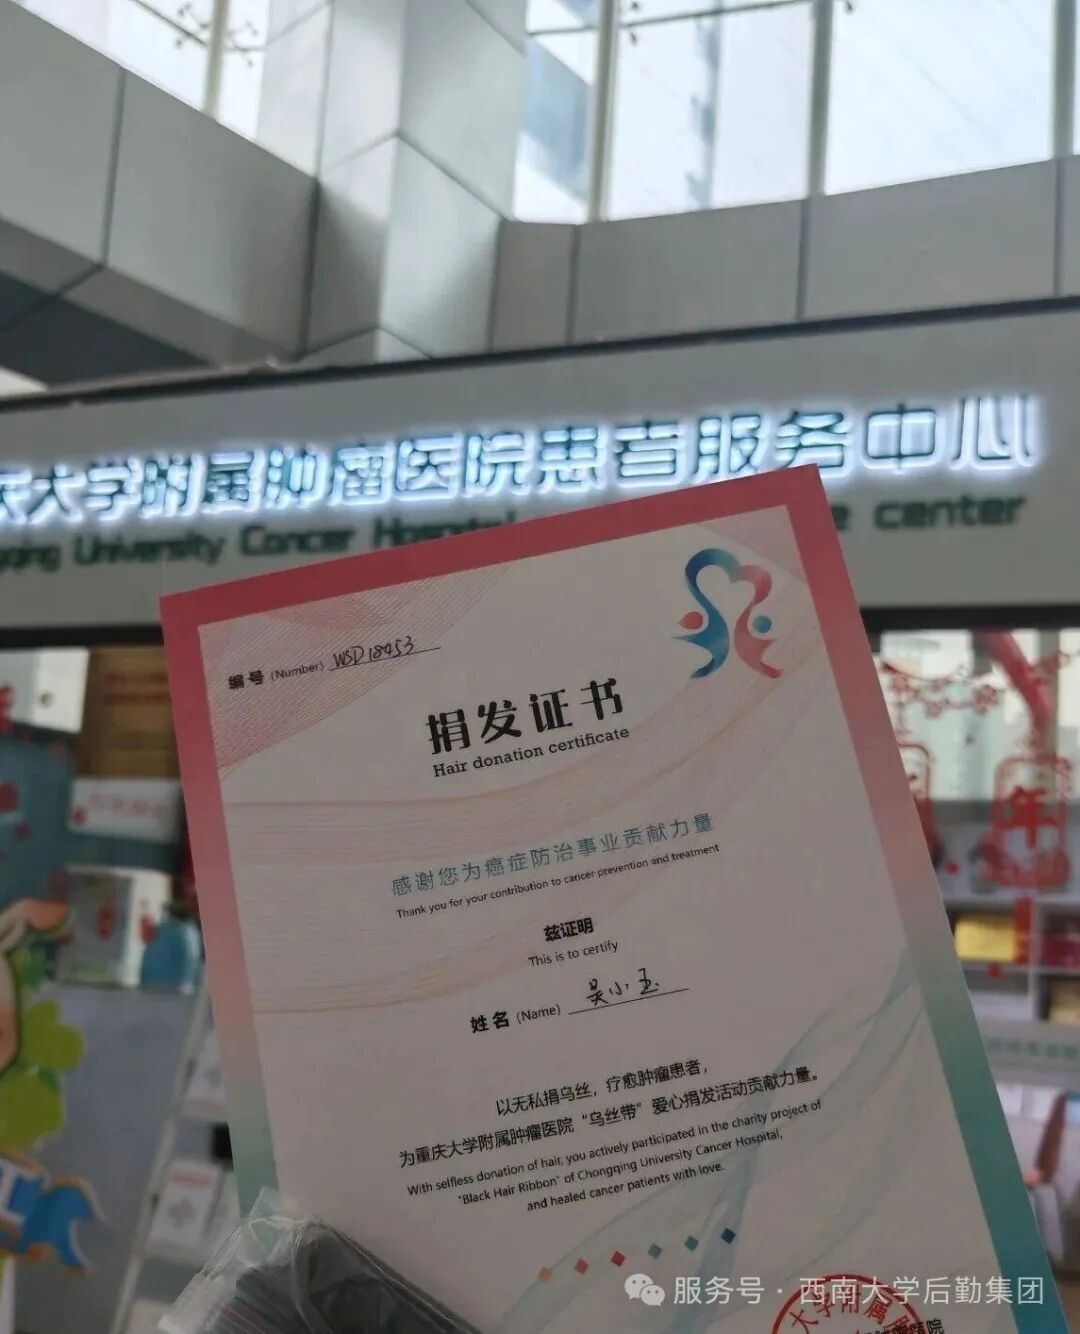 庆大学附属肿瘤医院患者服务中心
University Cancer Hospital
center
编号 (Number) WSD18453
捐发证书
Hair donation certificate
感谢您为癌症防治事业贡献力量
Thank you for your contribution to cancer prevention and treatment
兹证明
This is to certify
姓名 (Name) 吴小玉
以无私捐乌丝，疗愈肿瘤患者，
为重庆大学附属肿瘤医院“乌丝带”爱心捐发活动贡献力量。
With selfless donation of hair, you actively participated in the charity project of
"Black Hair Ribbon" of Chongqing University Cancer Hospital,
and healed cancer patients with love.
年
大学附属
服务号 · 西南大学后勤集团